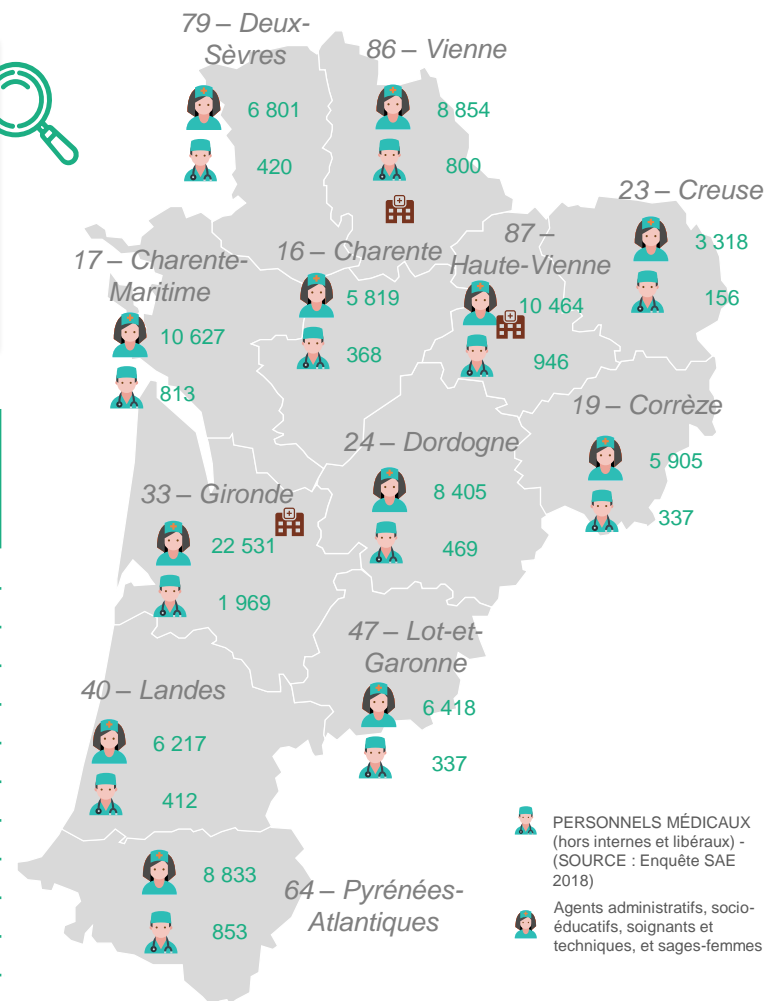 79 – Deux-
Sèvres
6 801
420
86 – Vienne
8 854
800
23 – Creuse
3 318
156
17 – Charente-
Maritime
10 627
813
16 – Charente
5 819
368
87 –
Haute-Vienne
10 464
946
19 – Corrèze
5 905
337
24 – Dordogne
8 405
469
33 – Gironde
22 531
1 969
47 – Lot-et-
Garonne
6 418
337
40 – Landes
6 217
412
8 833
853
64 – Pyrénées-
Atlantiques
PERSONNELS MÉDICAUX
(hors internes et libéraux) -
(SOURCE : Enquête SAE
2018)
Agents administratifs, socio-
éducatifs, soignants et
techniques, et sages-femmes